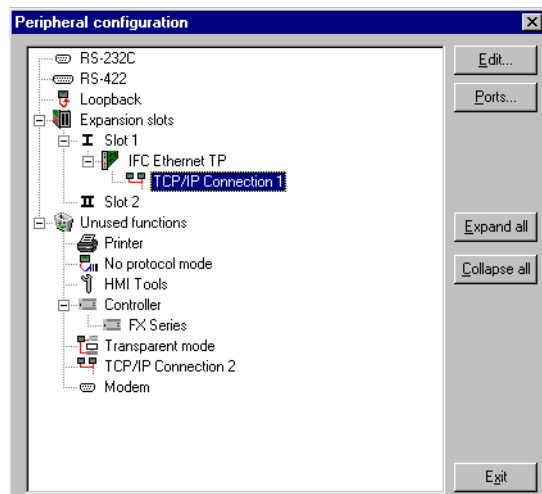 Peripheral configuration
RS-232C
RS-422
Loopback
Expansion slots
I Slot 1
IFC Ethernet TP
TCP/IP Connection 1
II Slot 2
Unused functions
Printer
No protocol mode
HMI Tools
Controller
FX Series
Transparent mode
TCP/IP Connection 2
Modem
Edit...
Ports...
Expand all
Collapse all
Exit